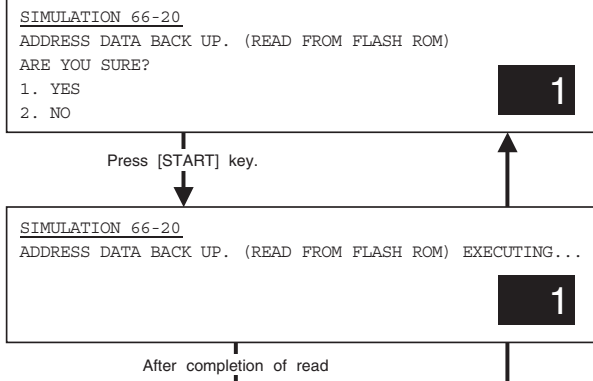 SIMULATION 66-20
ADDRESS DATA BACK UP. (READ FROM FLASH ROM)
ARE YOU SURE?
1. YES
2. NO
1
Press [START] key.
SIMULATION 66-20
ADDRESS DATA BACK UP. (READ FROM FLASH ROM) EXECUTING...
1
After completion of read